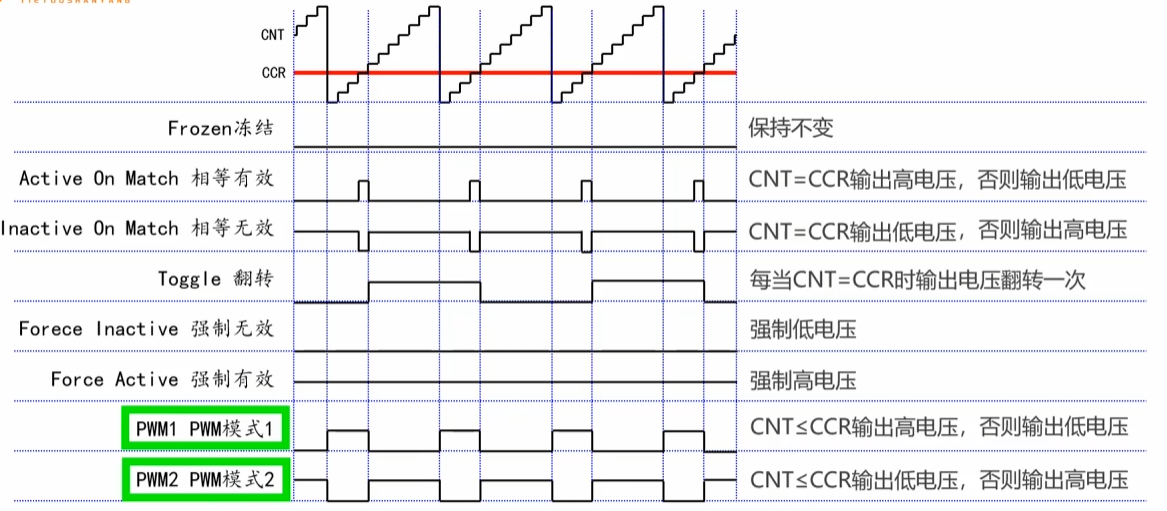 TIETOUSHANYANG
CNT
CCR
Frozen冻结 保持不变
Active On Match 相等有效 CNT=CCR输出高电压，否则输出低电压
Inactive On Match 相等无效 CNT=CCR输出低电压，否则输出高电压
Toggle 翻转 每当CNT=CCR时输出电压翻转一次
Forece Inactive 强制无效 强制低电压
Force Active 强制有效 强制高电压
PWM1 PWM模式1 CNT≤CCR输出高电压，否则输出低电压
PWM2 PWM模式2 CNT≤CCR输出低电压，否则输出高电压